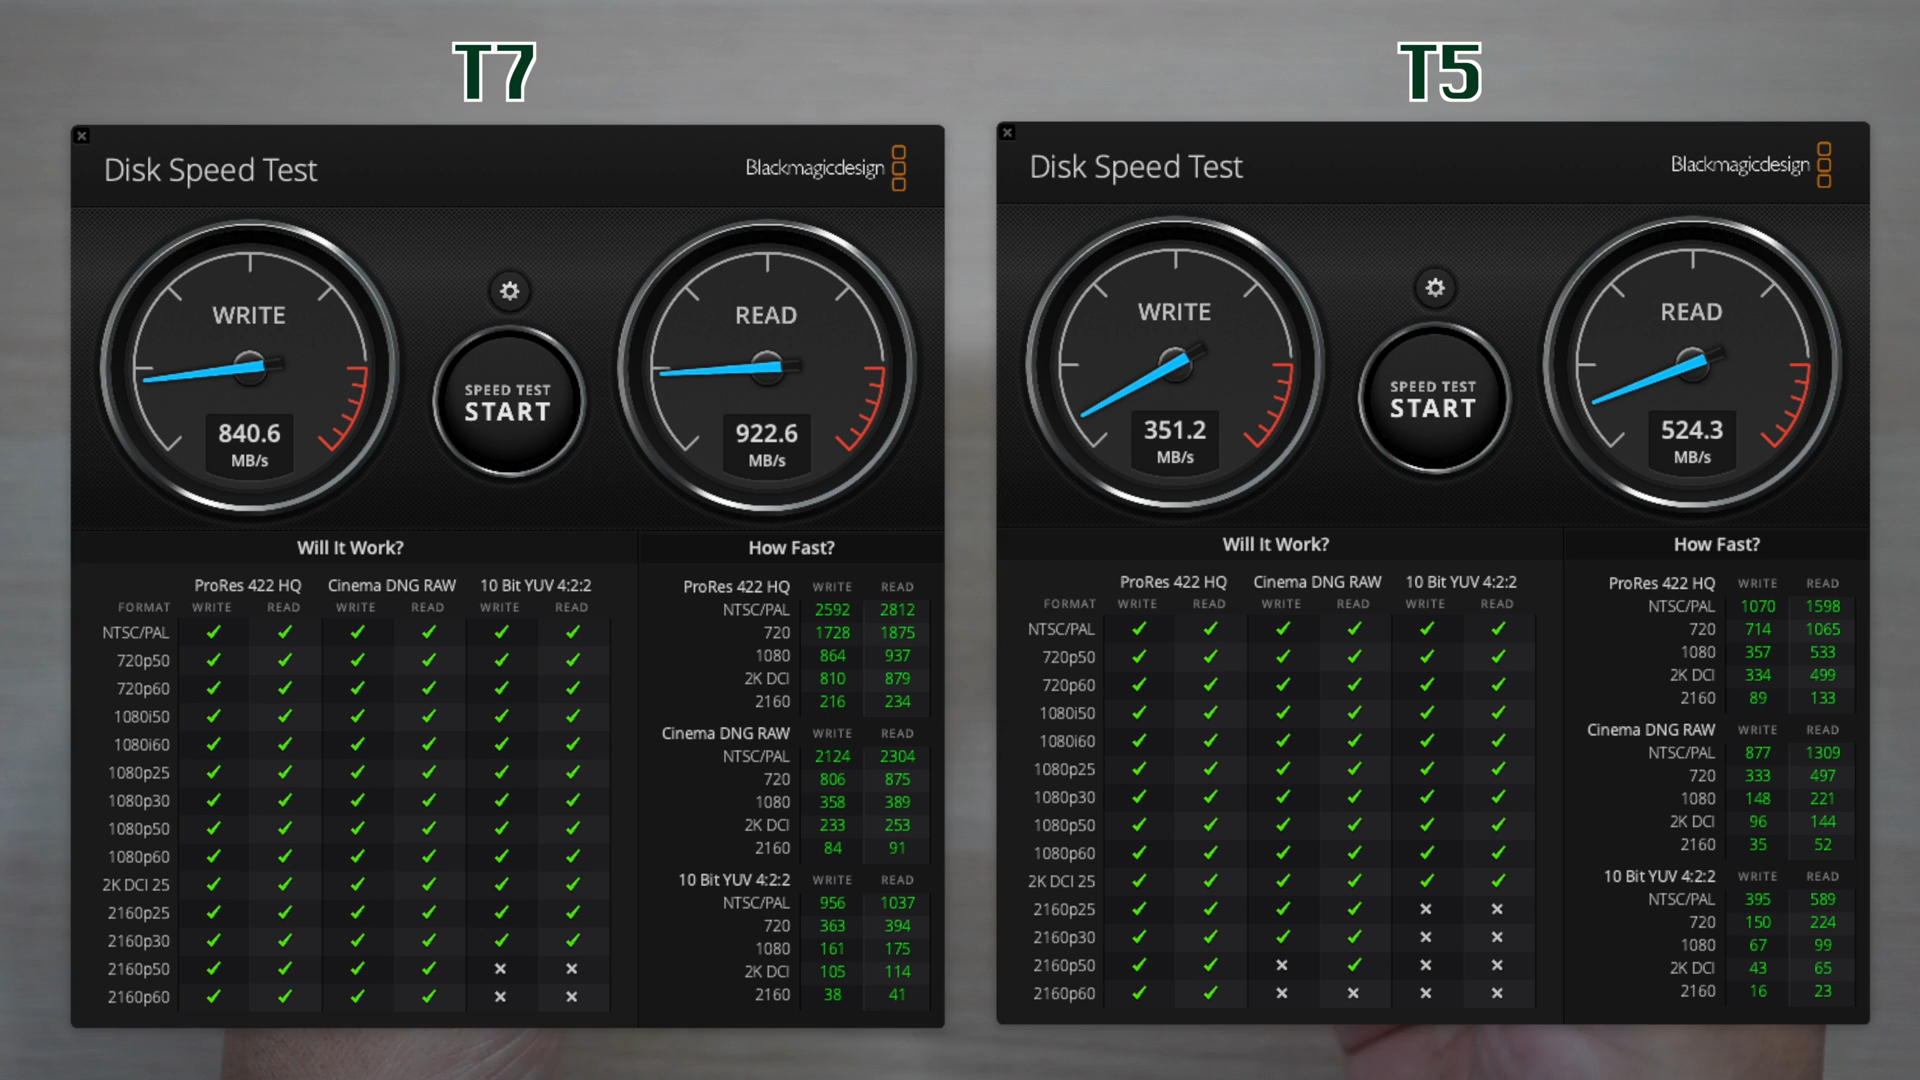 T7
Disk Speed Test
Blackmagicdesign
WRITE
840.6
MB/s
SPEED TEST
START
READ
922.6
MB/s
Will It Work?
ProRes 422 HQ Cinema DNG RAW 10 Bit YUV 4:2:2
FORMAT WRITE READ WRITE READ WRITE READ
NTSC/PAL ✓ ✓ ✓ ✓ ✓ ✓
720p50 ✓ ✓ ✓ ✓ ✓ ✓
720p60 ✓ ✓ ✓ ✓ ✓ ✓
1080i50 ✓ ✓ ✓ ✓ ✓ ✓
1080i60 ✓ ✓ ✓ ✓ ✓ ✓
1080p25 ✓ ✓ ✓ ✓ ✓ ✓
1080p30 ✓ ✓ ✓ ✓ ✓ ✓
1080p50 ✓ ✓ ✓ ✓ ✓ ✓
1080p60 ✓ ✓ ✓ ✓ ✓ ✓
2K DCI 25 ✓ ✓ ✓ ✓ ✓ ✓
2160p25 ✓ ✓ ✓ ✓ ✓ ✓
2160p30 ✓ ✓ ✓ ✓ ✓ ✓
2160p50 ✓ ✓ ✓ ✓ × ×
2160p60 ✓ ✓ ✓ ✓ × ×
How Fast?
ProRes 422 HQ WRITE READ
NTSC/PAL 2592 2812
720 1728 1875
1080 864 937
2K DCI 810 879
2160 216 234
Cinema DNG RAW WRITE READ
NTSC/PAL 2124 2304
720 806 875
1080 358 389
2K DCI 233 253
2160 84 91
10 Bit YUV 4:2:2 WRITE READ
NTSC/PAL 956 1037
720 363 394
1080 161 175
2K DCI 105 114
2160 38 41
T5
Disk Speed Test
Blackmagicdesign
WRITE
351.2
MB/s
SPEED TEST
START
READ
524.3
MB/s
Will It Work?
ProRes 422 HQ Cinema DNG RAW 10 Bit YUV 4:2:2
FORMAT WRITE READ WRITE READ WRITE READ
NTSC/PAL ✓ ✓ ✓ ✓ ✓ ✓
720p50 ✓ ✓ ✓ ✓ ✓ ✓
720p60 ✓ ✓ ✓ ✓ ✓ ✓
1080i50 ✓ ✓ ✓ ✓ ✓ ✓
1080i60 ✓ ✓ ✓ ✓ ✓ ✓
1080p25 ✓ ✓ ✓ ✓ ✓ ✓
1080p30 ✓ ✓ ✓ ✓ ✓ ✓
1080p50 ✓ ✓ ✓ ✓ ✓ ✓
1080p60 ✓ ✓ ✓ ✓ ✓ ✓
2K DCI 25 ✓ ✓ ✓ ✓ ✓ ✓
2160p25 ✓ ✓ ✓ ✓ × ×
2160p30 ✓ ✓ ✓ ✓ × ×
2160p50 ✓ ✓ × ✓ × ×
2160p60 ✓ ✓ × × × ×
How Fast?
ProRes 422 HQ WRITE READ
NTSC/PAL 1070 1598
720 714 1065
1080 357 533
2K DCI 334 499
2160 89 133
Cinema DNG RAW WRITE READ
NTSC/PAL 877 1309
720 333 497
1080 148 221
2K DCI 96 144
2160 35 52
10 Bit YUV 4:2:2 WRITE READ
NTSC/PAL 395 589
720 150 224
1080 67 99
2K DCI 43 65
2160 16 23